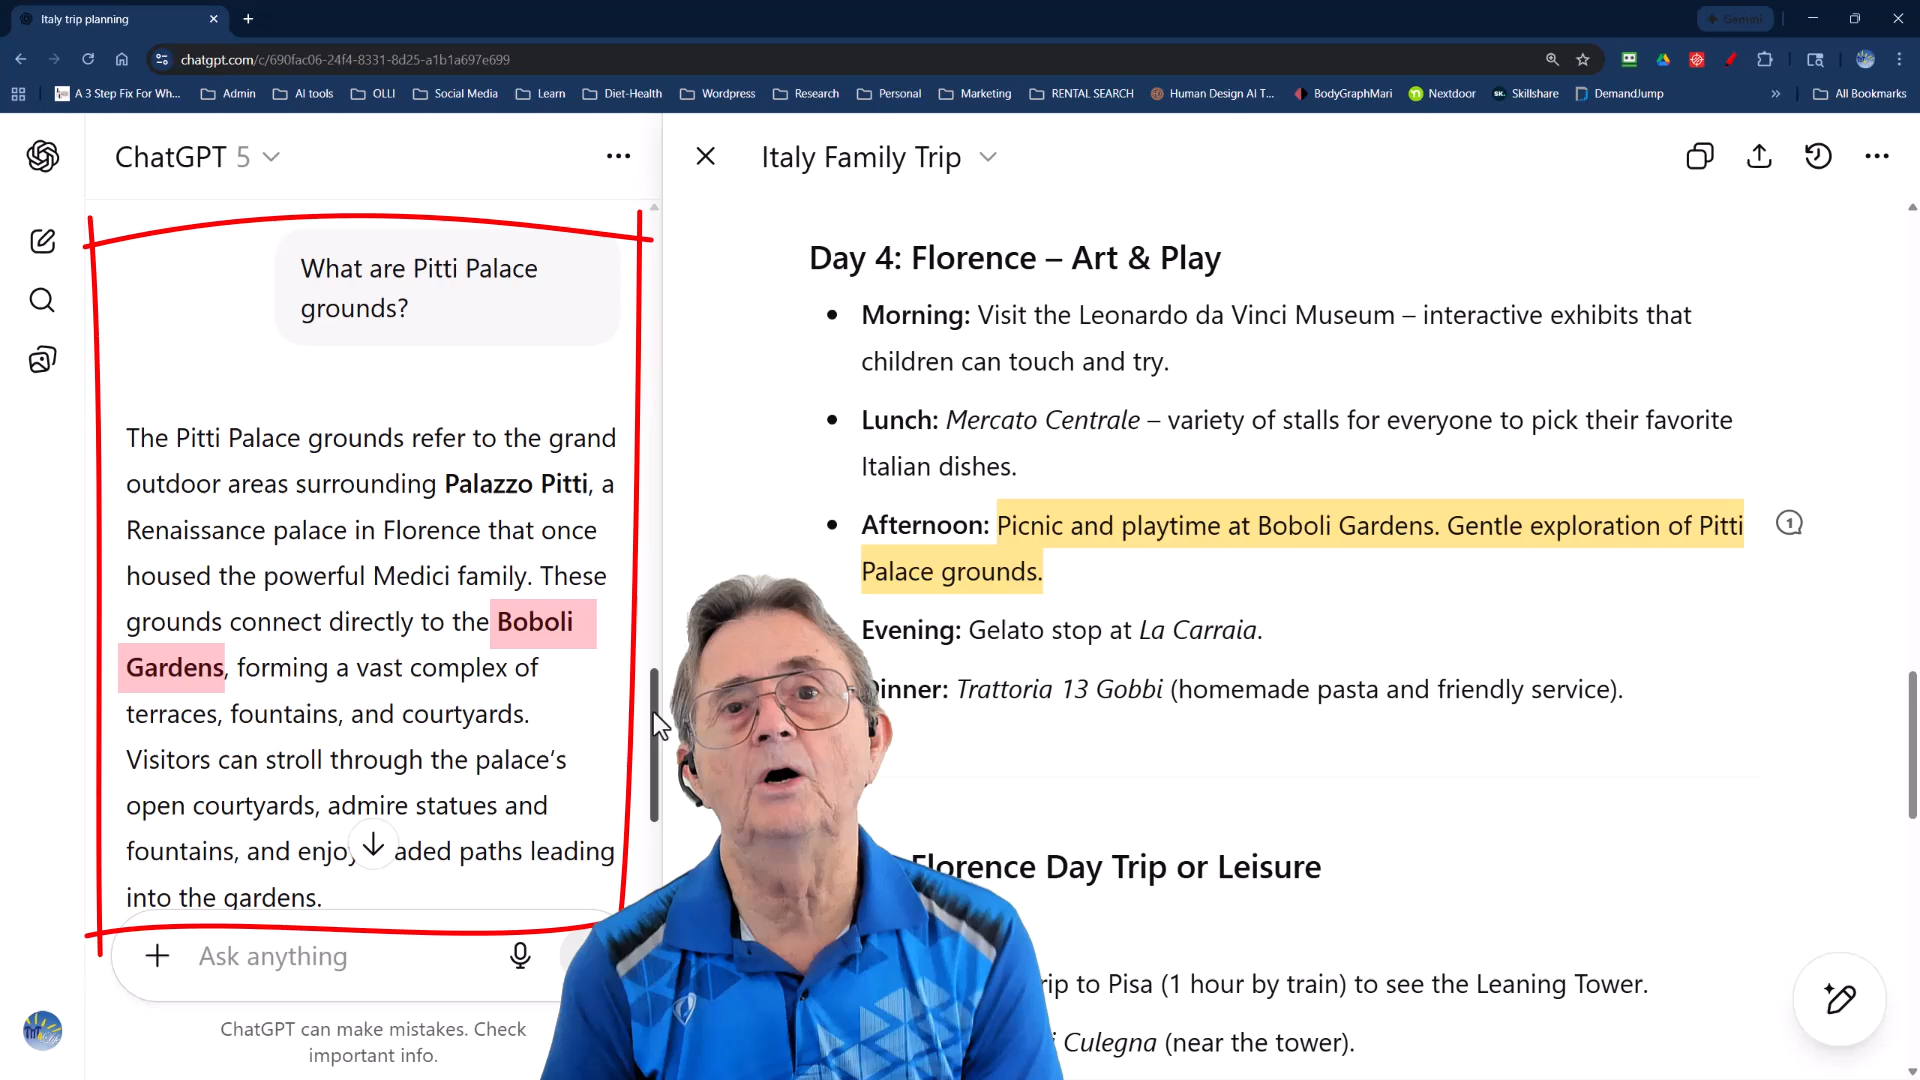 Italy trip planning
Gemini
chatgpt.com/c/690fac06-24f4-8331-8d25-a1b1a697e699
A 3 Step Fix For Wh...
Admin
AI tools
OLLI
Social Media
Learn
Diet-Health
Wordpress
Research
Personal
Marketing
RENTAL SEARCH
Human Design AI T...
BodyGraphMari
Nextdoor
SK.
Skillshare
DemandJump
All Bookmarks
ChatGPT 5
What are Pitti Palace
grounds?
The Pitti Palace grounds refer to the grand
outdoor areas surrounding Palazzo Pitti, a
Renaissance palace in Florence that once
housed the powerful Medici family. These
grounds connect directly to the Boboli
Gardens, forming a vast complex of
terraces, fountains, and courtyards.
Visitors can stroll through the palace's
open courtyards, admire statues and
fountains, and enjoy aded paths leading
into the gardens.
Ask anything
ChatGPT can make mistakes. Check
important info.
Italy Family Trip
Day 4: Florence – Art & Play
Morning: Visit the Leonardo da Vinci Museum – interactive exhibits that
children can touch and try.
Lunch: Mercato Centrale – variety of stalls for everyone to pick their favorite
Italian dishes.
Afternoon: Picnic and playtime at Boboli Gardens. Gentle exploration of Pitti
Palace grounds.
1
Evening: Gelato stop at La Carraia.
Dinner: Trattoria 13 Gobbi (homemade pasta and friendly service).
Florence Day Trip or Leisure
rip to Pisa (1 hour by train) to see the Leaning Tower.
i Culegna (near the tower).